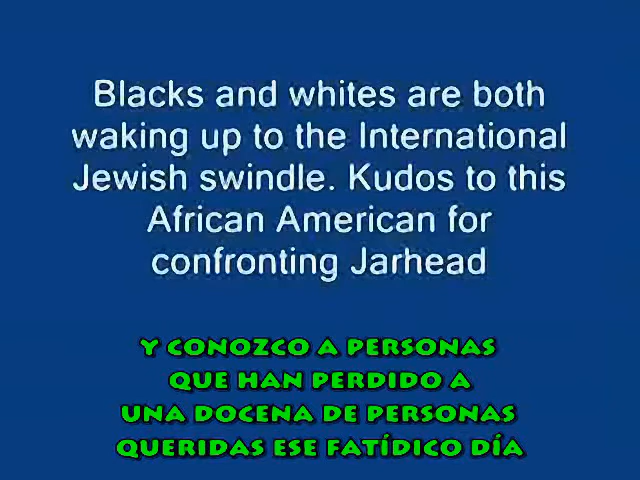 Blacks and whites are both
waking up to the International
Jewish swindle. Kudos to this
African American for
confronting Jarhead
Y CONOZCO A PERSONAS
QUE HAN PERDIDO A
UNA DOCENA DE PERSONAS
QUERIDAS ESE FATÍDICO DÍA